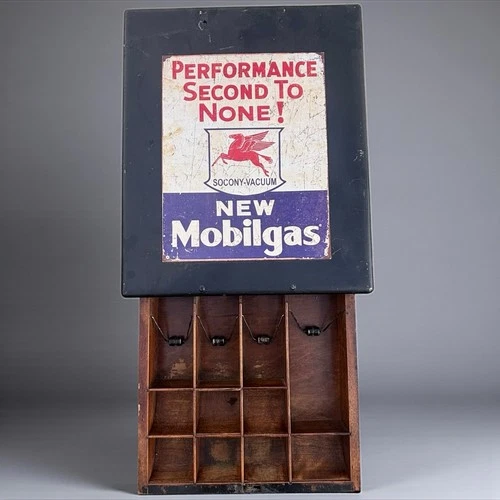 PERFORMANCE
SECOND TO
NONE!
SOCONY-VACUUM
NEW
Mobilgas